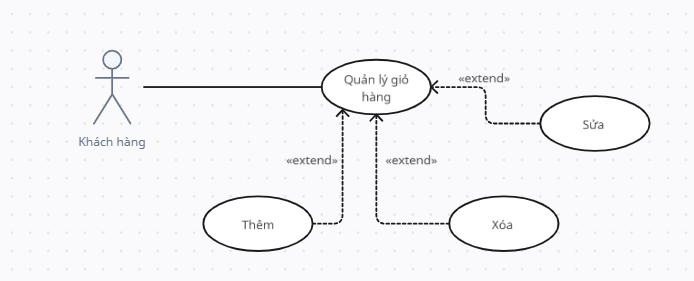 Quản lý giỏ
hàng
«extend»
Sửa
Khách hàng
«extend»
«extend»
Thêm
Xóa